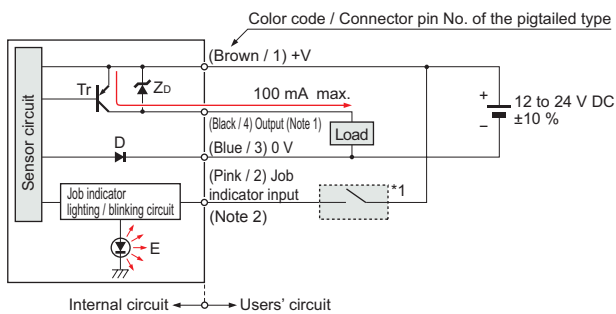 Color code / Connector pin No. of the pigtailed type
(Brown / 1) +V
Tr
ZD
100 mA max.
Sensor circuit
(Black / 4) Output (Note 1)
Load
+
−
12 to 24 V DC
±10 %
D
(Blue / 3) 0 V
(Pink / 2) Job
indicator input
(Note 2)
*1
Job indicator
lighting / blinking circuit
E
Internal circuit
Users' circuit